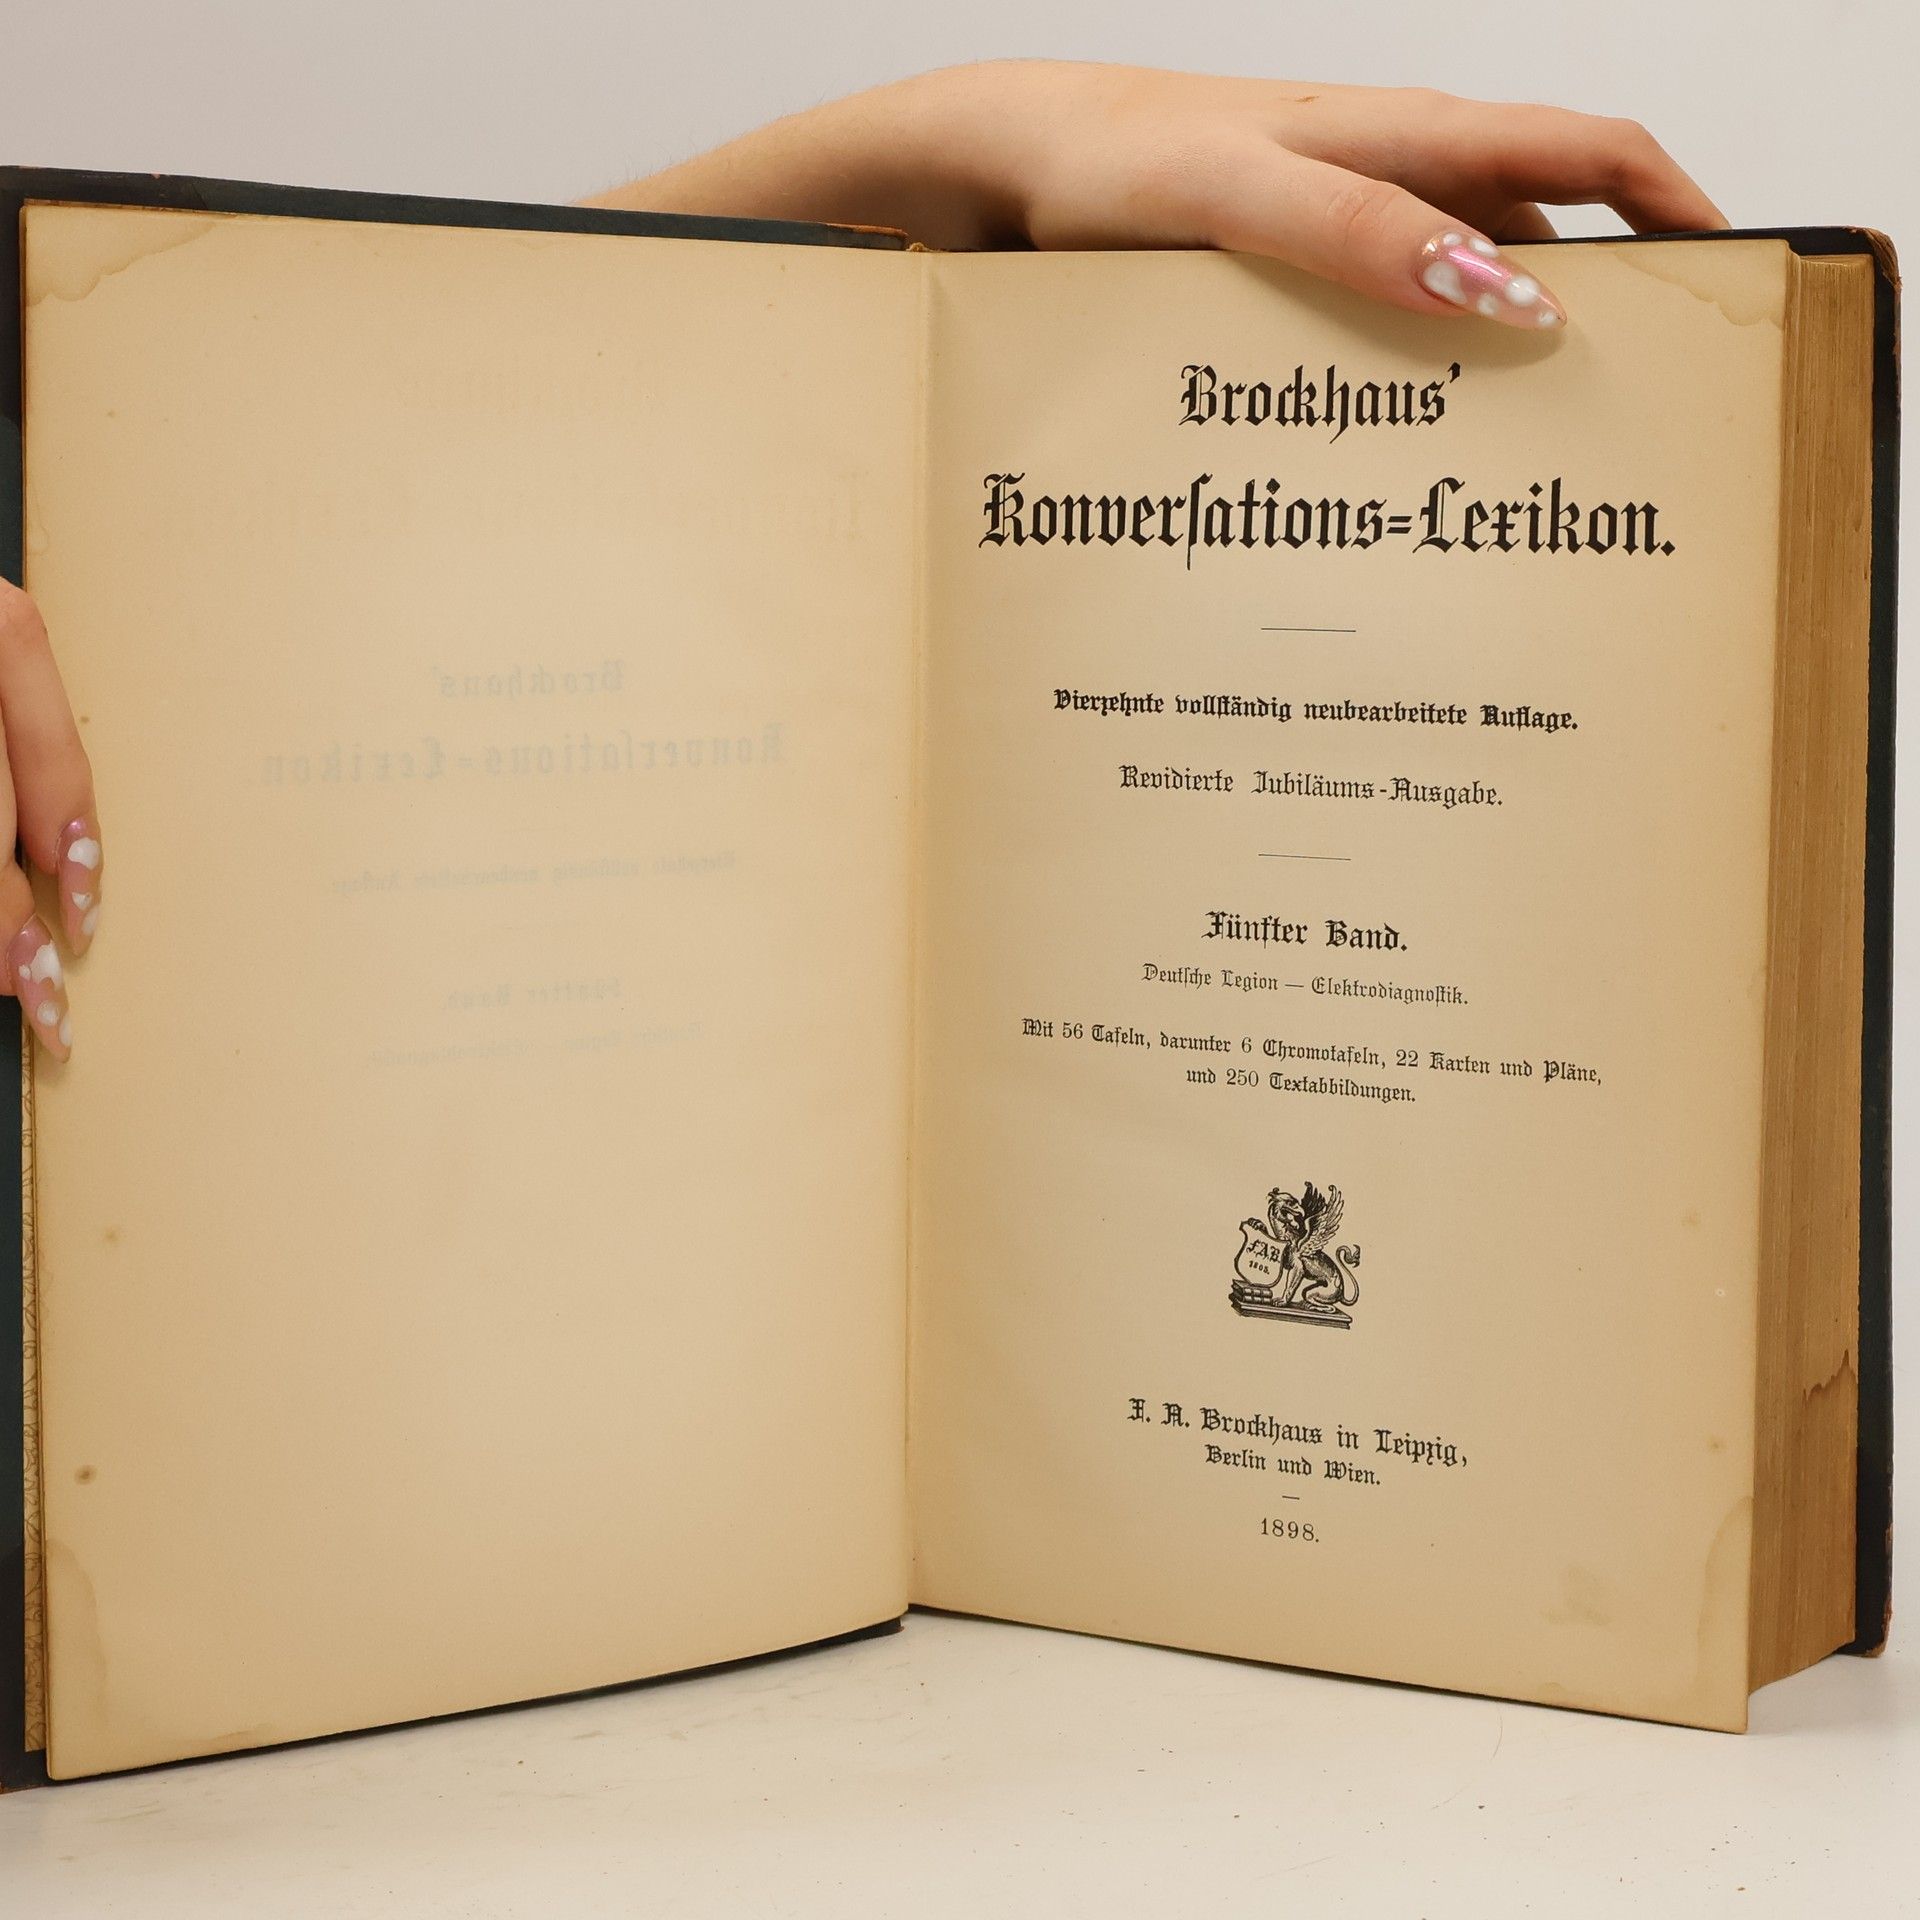 Brockhaus'
Konverſations=Lexikon.
Vierzehnte vollſtändig neubearbeitete Auflage.
Revidierte Jubiläums-Ausgabe.
Fünfter Band.
Deutſche Legion — Elektrodiagnoſtik.
Mit 56 Tafeln, darunter 6 Chromotafeln, 22 Karten und Pläne,
und 250 Textabbildungen.
F.A.B.
1805.
F. A. Brockhaus in Leipzig,
Berlin und Wien.
1898.